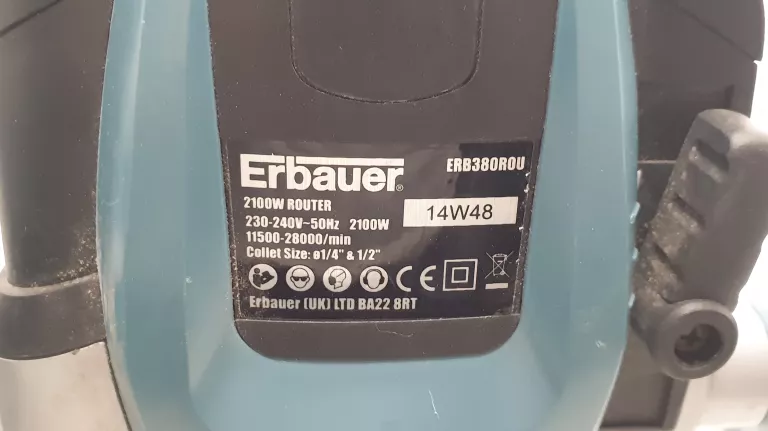 Erbauer® ERB380ROU
2100W ROUTER
230-240V~50Hz 2100W 14W48
11500-28000/min
Collet Size: ø1/4" & 1/2"
CE
Erbauer (UK) LTD BA22 8RT